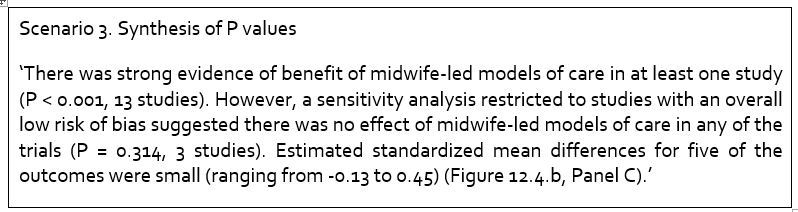 Scenario 3. Synthesis of P values
‘There was strong evidence of benefit of midwife-led models of care in at least one study
(P < 0.001, 13 studies). However, a sensitivity analysis restricted to studies with an overall
low risk of bias suggested there was no effect of midwife-led models of care in any of the
trials (P = 0.314, 3 studies). Estimated standardized mean differences for five of the
outcomes were small (ranging from -0.13 to 0.45) (Figure 12.4.b, Panel C).’